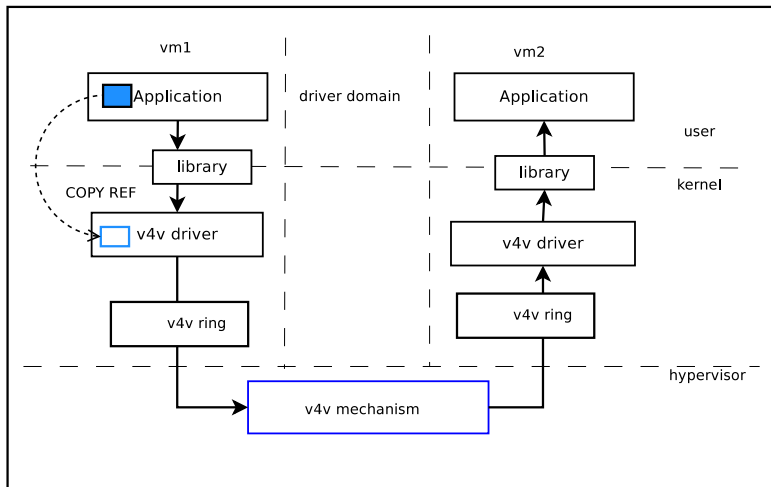 vm1
vm2
Application
driver domain
Application
user
library
library
kernel
COPY REF
v4v driver
v4v driver
v4v ring
v4v ring
hypervisor
v4v mechanism